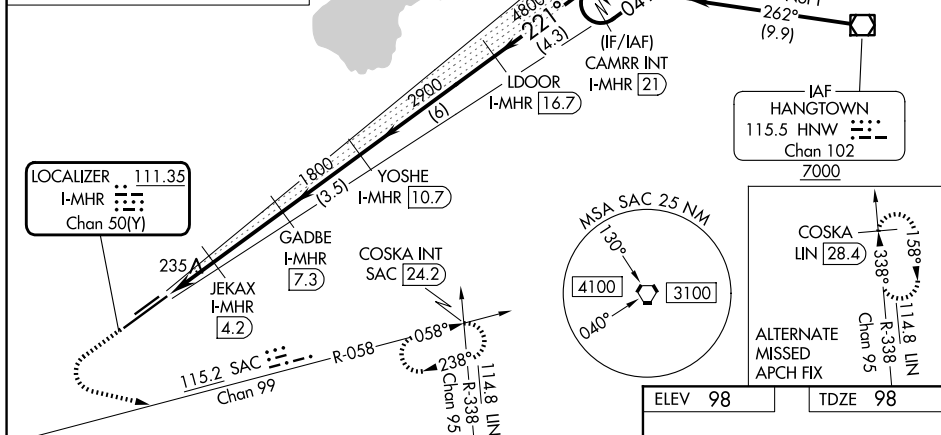 4800
221°
(4.3)
04
262°
(9.9)
(IF/IAF)
CAMRR INT
I-MHR 21
LDOOR
I-MHR 16.7
2900
(6)
IAF
HANGTOWN
115.5 HNW
Chan 102
7000
1800
(3.5)
YOSHE
I-MHR 10.7
LOCALIZER 111.35
I-MHR
Chan 50(Y)
GADBE
I-MHR
7.3
235
JEKAX
I-MHR
4.2
COSKA INT
SAC 24.2
MSA SAC 25 NM
130°
4100
3100
040°
COSKA
LIN 28.4
158°
338°
R-338
114.8 LIN
Chan 95
ALTERNATE
MISSED
APCH FIX
115.2 SAC
Chan 99
R-058
058°
238°
R-338
114.8 LIN
Chan 95
ELEV 98
TDZE 98